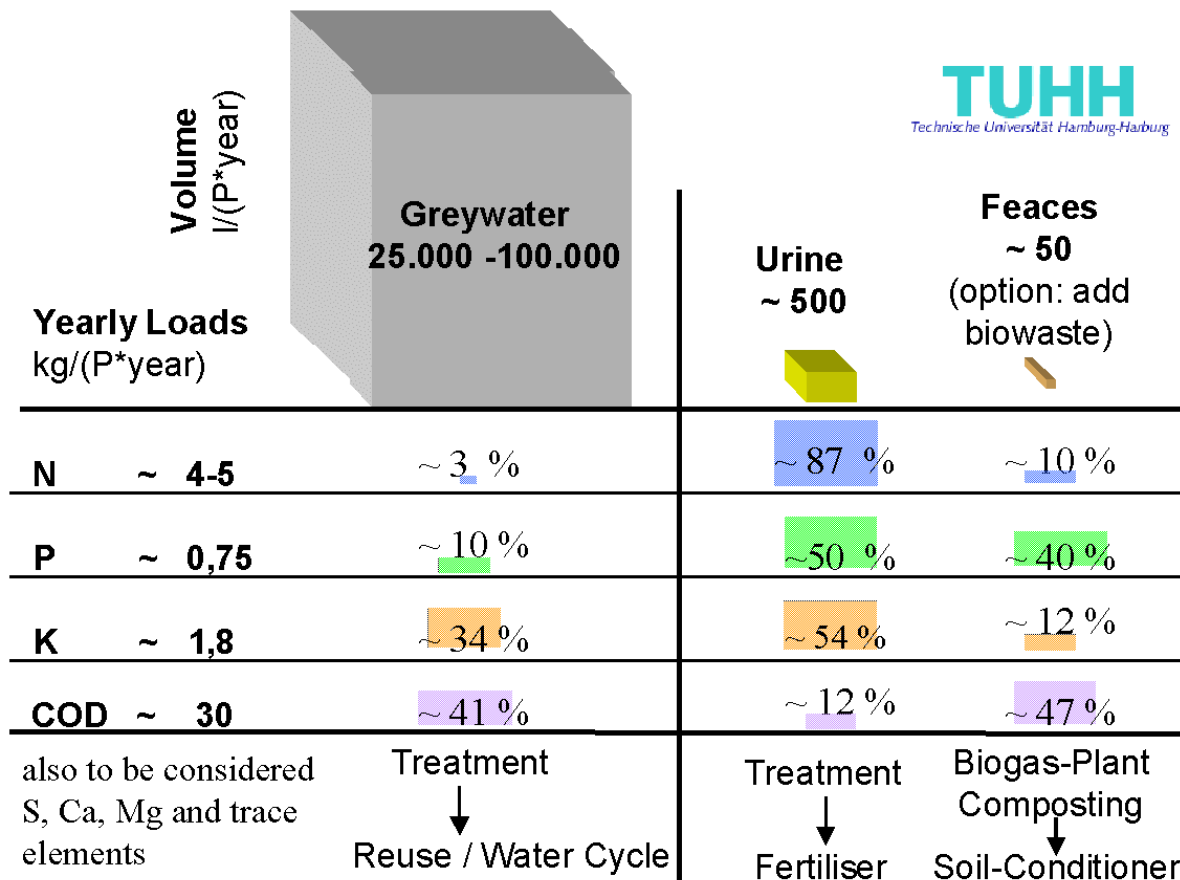 TUHH
Technische Universität Hamburg-Harburg
Volume
l/(P*year)
Greywater
25.000 -100.000
Urine
~ 500
Feaces
~ 50
(option: add
biowaste)
Yearly Loads
kg/(P*year)
N ~ 4-5 ~ 3 % ~ 87 % ~ 10 %
P ~ 0,75 ~ 10 % ~50 % ~ 40 %
K ~ 1,8 ~ 34 % ~ 54 % ~ 12 %
COD ~ 30 ~ 41 % ~ 12 % ~ 47 %
also to be considered
S, Ca, Mg and trace
elements
Treatment
Reuse / Water Cycle
Treatment
Fertiliser
Biogas-Plant
Composting
Soil-Conditioner